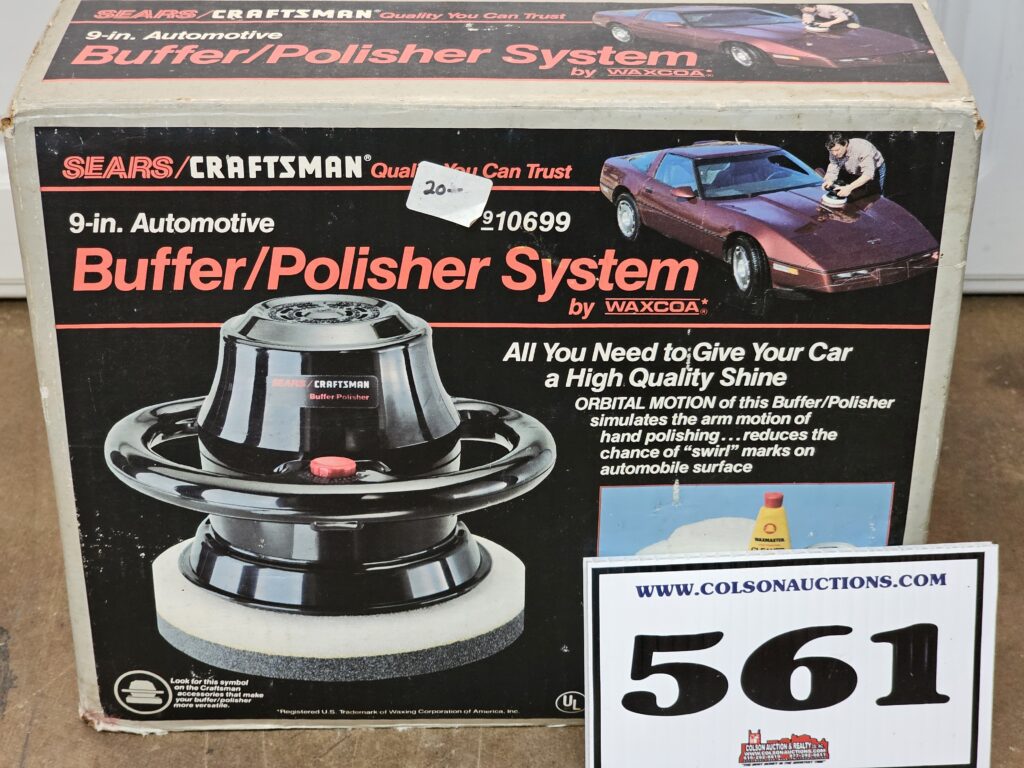 SEARS/CRAFTSMAN® Quality You Can Trust
9-in. Automotive
Buffer/Polisher System
by WAXCOA*
SEARS/CRAFTSMAN® Qual You Can Trust
20
9-in. Automotive 910699
Buffer/Polisher System
by WAXCOA*®
All You Need to Give Your Car
a High Quality Shine
ORBITAL MOTION of this Buffer/Polisher
simulates the arm motion of
hand polishing...reduces the
chance of "swirl" marks on
automobile surface
SEARS/CRAFTSMAN
Buffer Polisher
WAXMASTER
CLEANER
Look for this symbol
on the Craftsman
accessories that make
your buffer/polisher
more versatile.
*Registered U.S. Trademark of Waxing Corporation of America, Inc.
UL
WWW.COLSONAUCTIONS.COM
561
COLSON AUCTION & REALTY
WWW.COLSONAUCTIONS.COM